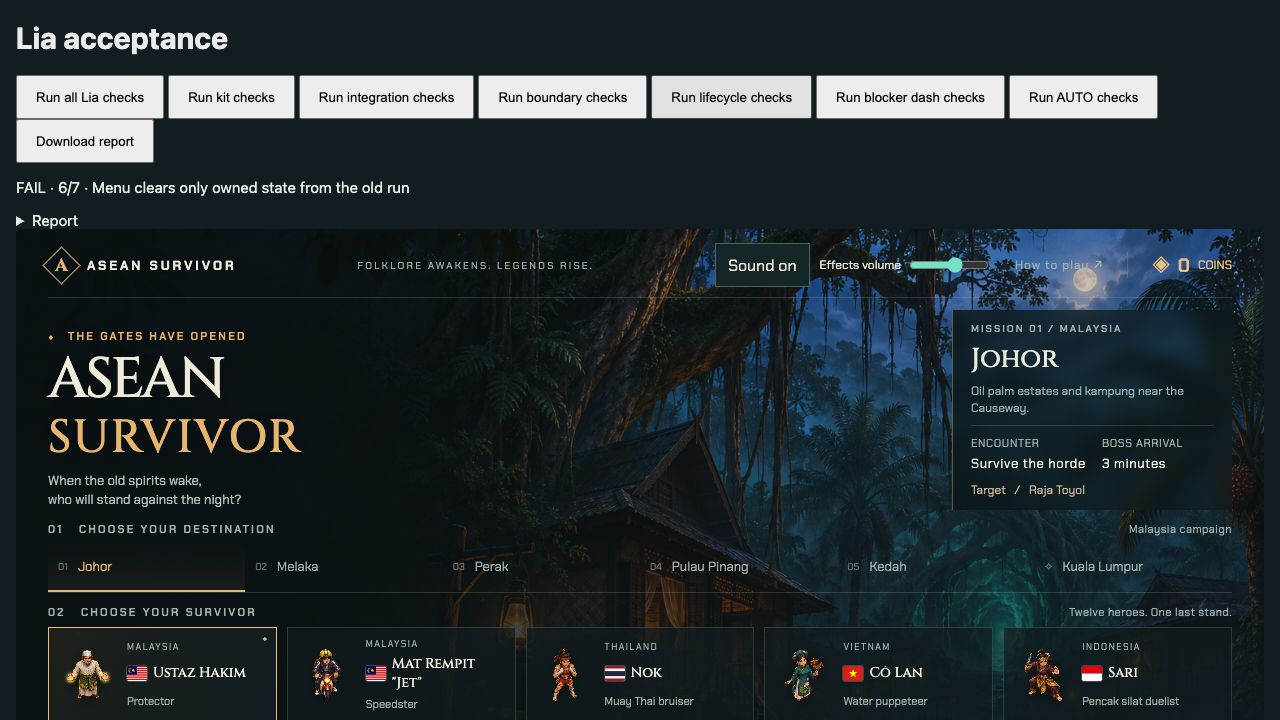 Lia acceptance
Run all Lia checks
Run kit checks
Run integration checks
Run boundary checks
Run lifecycle checks
Run blocker dash checks
Run AUTO checks
Download report
FAIL · 6/7 · Menu clears only owned state from the old run
Report
A
ASEAN SURVIVOR
FOLKLORE AWAKENS. LEGENDS RISE.
Sound on
Effects volume
How to play ↗
0 COINS
THE GATES HAVE OPENED
ASEAN
SURVIVOR
When the old spirits wake,
who will stand against the night?
MISSION 01 / MALAYSIA
Johor
Oil palm estates and kampung near the
Causeway.
ENCOUNTER
Survive the horde
BOSS ARRIVAL
3 minutes
Target / Raja Toyol
01 CHOOSE YOUR DESTINATION
Malaysia campaign
01 Johor
02 Melaka
03 Perak
04 Pulau Pinang
05 Kedah
Kuala Lumpur
02 CHOOSE YOUR SURVIVOR
Twelve heroes. One last stand.
MALAYSIA
Ustaz Hakim
Protector
MALAYSIA
Mat Rempit
"Jet"
Speedster
THAILAND
Nok
Muay Thai bruiser
VIETNAM
Cô Lan
Water puppeteer
INDONESIA
Sari
Pencak silat duelist